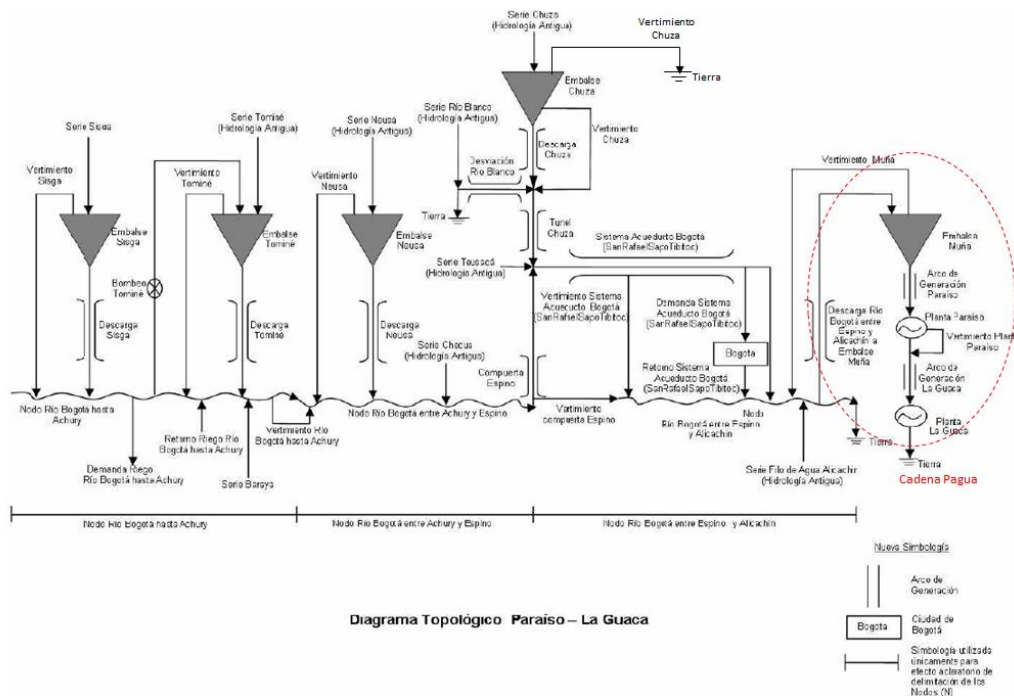 Serie Chuza
(Hidrología Antigua)
Vertimiento
Chuza
Tierra
Embalse
Chuza
Serie Río Blanco
(Hidrología Antigua)
Vertimiento
Chuza
Descarga
Chuza
Desviación
Río Blanco
Tierra
Tunel
Chuza
Serie Sisga
Serie Tominé
(Hidrología Antigua)
Serie Neusa
(Hidrología Antigua)
Vertimiento
Sisga
Vertimiento
Tominé
Vertimiento
Neusa
Embalse
Sisga
Embalse
Tominé
Embalse
Neusa
Bombeo
Tominé
Descarga
Sisga
Descarga
Tominé
Descarga
Neusa
Serie Teusacá
(Hidrología Antigua)
Sistema Acueducto Bogotá
(SanRafaelSapoTibitoc)
Vertimiento Sistema
Acueducto Bogotá
(SanRafaelSapoTibitoc)
Demanda Sistema
Acueducto Bogotá
(SanRafaelSapoTibitoc)
Bogota
Retorno Sistema
Acueducto Bogotá
(SanRafaelSapoTibitoc)
Serie Chocus
(Hidrología Antigua)
Compuerta
Espino
Vertimiento
compuerta Espino
Vertimiento Muña
Embalse
Muña
Arco de
Generación
Paraíso
Planta Paraíso
Vertimiento Planta
Paraíso
Arco de
Generación
La Guaca
Planta
La Guaca
Tierra
Cadena Pagua
Descarga Río
Bogotá entre
Espino y
Alicachín a
Embalse
Muña
Nodo Río Bogotá hasta
Achury
Nodo Río Bogotá entre Achury y Espino
Nodo
Río Bogotá entre Espino
y Alicachín
Tierra
Demanda Riego
Río Bogotá hasta Achury
Retorno Riego Río
Bogotá hasta Achury
Serie Baraya
Vertimiento Río
Bogotá hasta Achury
Serie Filo de Agua Alicachín
(Hidrología Antigua)
Nodo Río Bogotá hasta Achury
Nodo Río Bogotá entre Achury y Espino
Nodo Río Bogotá entre Espino y Alicachín
Diagrama Topológico Paraíso – La Guaca
Nueva Simbología
Arco de
Generación
Bogota
Ciudad de
Bogotá
Simbología utilizada
únicamente para
efecto aclaratorio de
delimitación de los
Nodos (N)